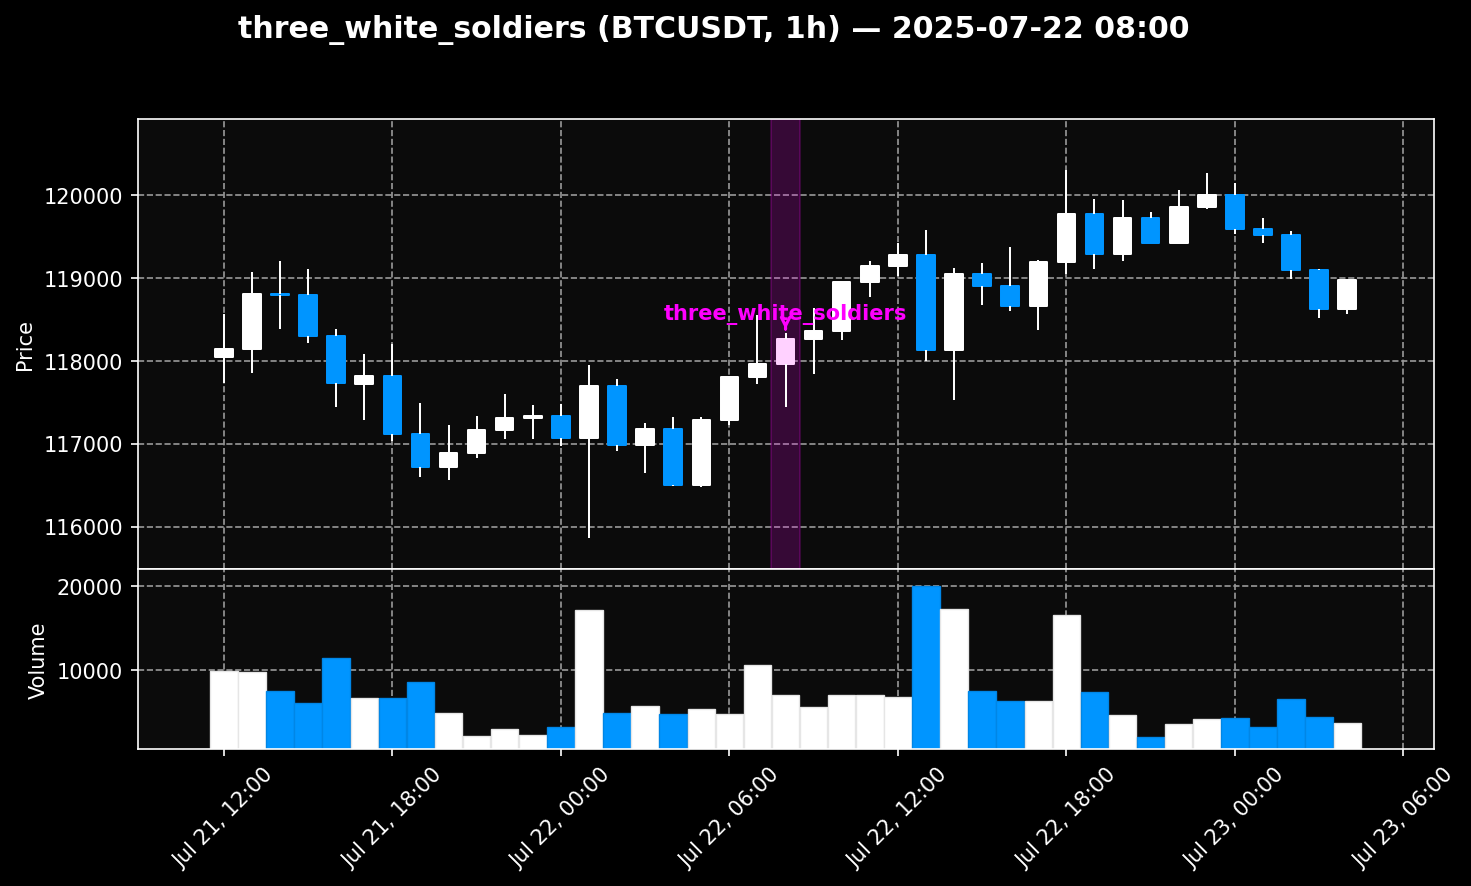 three_white_soldiers (BTCUSDT, 1h) — 2025-07-22 08:00
Price
120000
119000
118000
117000
116000
three_white_soldiers
Volume
20000
10000
Jul 21, 12:00
Jul 21, 18:00
Jul 22, 00:00
Jul 22, 06:00
Jul 22, 12:00
Jul 22, 18:00
Jul 23, 00:00
Jul 23, 06:00